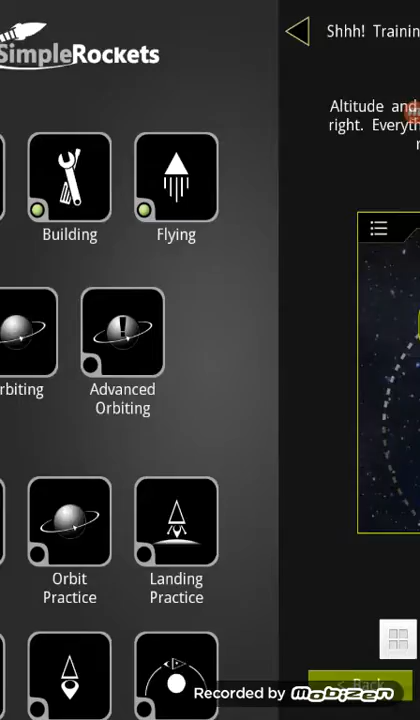 SimpleRockets
Shhh! Trainin
Altitude and
right. Everyth
Building
Flying
rbiting
Advanced
Orbiting
Orbit
Practice
Landing
Practice
< Back
Recorded by mobizen